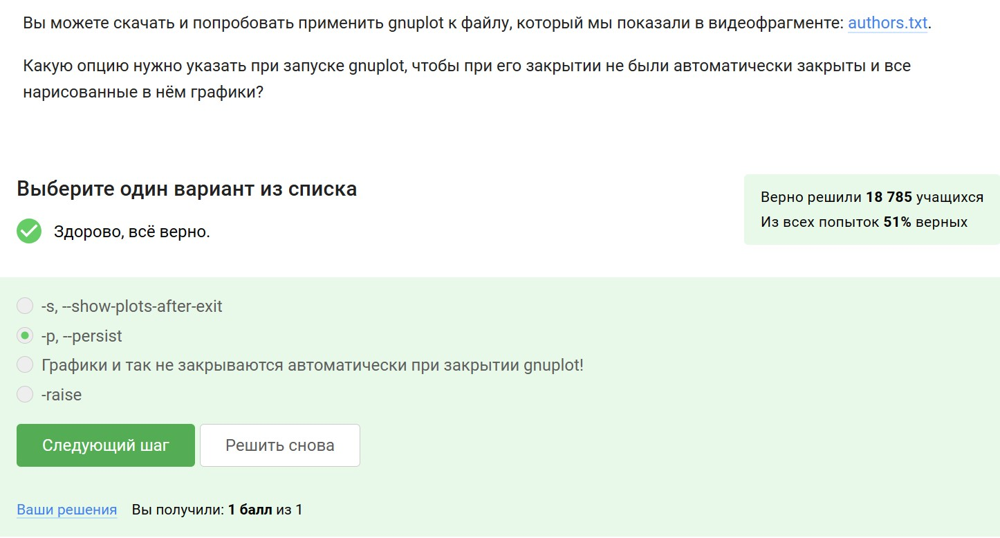 Вы можете скачать и попробовать применить gnuplot к файлу, который мы показали в видеофрагменте: authors.txt.
Какую опцию нужно указать при запуске gnuplot, чтобы при его закрытии не были автоматически закрыты и все
нарисованные в нём графики?
Выберите один вариант из списка
Здорово, всё верно.
Верно решили 18 785 учащихся
Из всех попыток 51% верных
-s, --show-plots-after-exit
-p, --persist
Графики и так не закрываются автоматически при закрытии gnuplot!
-raise
Следующий шаг
Решить снова
Ваши решения Вы получили: 1 балл из 1